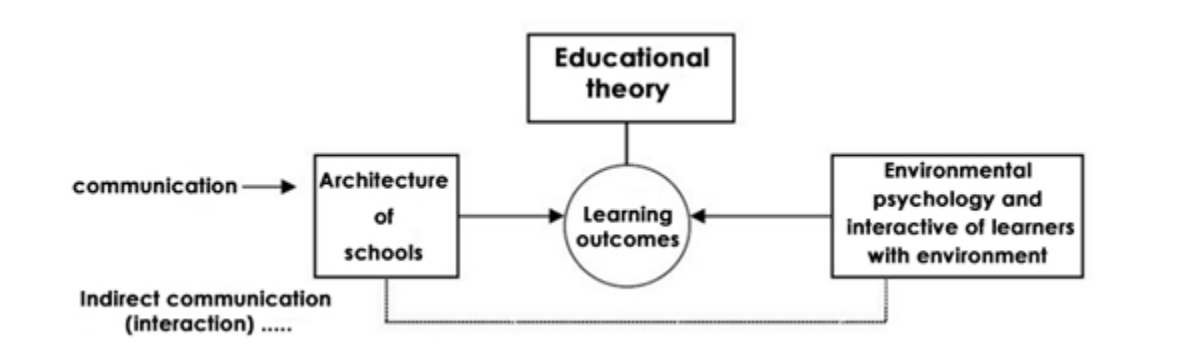 Educational
theory
communication
Architecture
of
schools
Learning
outcomes
Environmental
psychology and
interactive of learners
with environment
Indirect communication
(interaction) .....